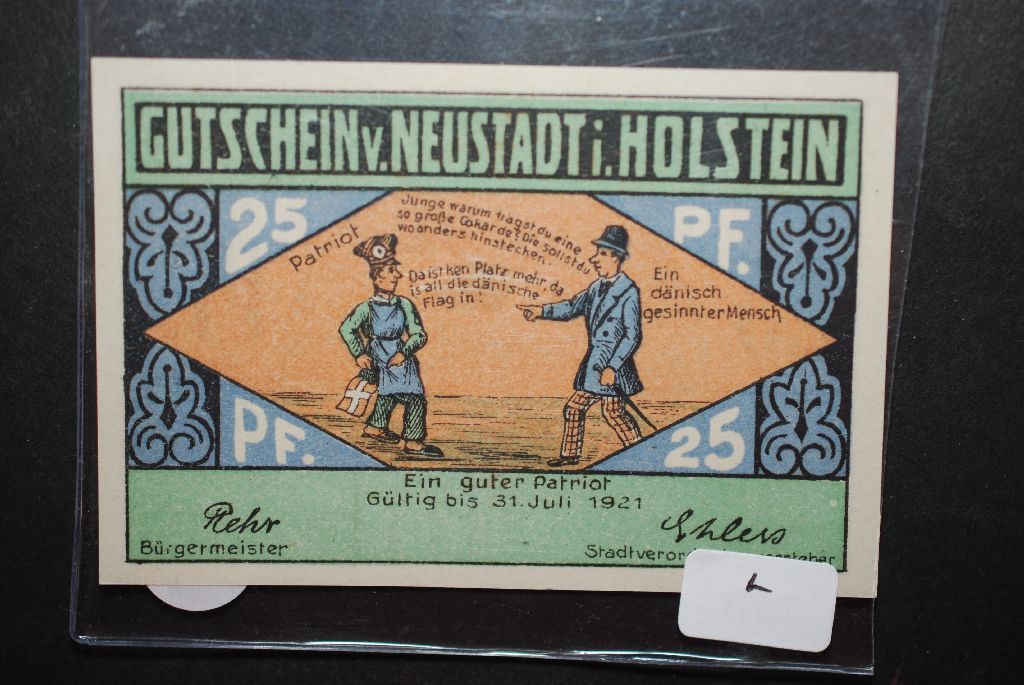 GUTSCHEIN v. NEUSTADT i. HOLSTEIN
25
PF.
Patriot
Junge warum trägst du eine
so große Cokarde? Die sollst du
woanders hinstecken!
Da ist ken Platz mehr, da
is all die dänische
Flag in!
Ein
dänisch
gesinnter Mensch
PF.
25
Ein guter Patriot
Gültig bis 31. Juli 1921
Rehr
Bürgermeister
Ehlers